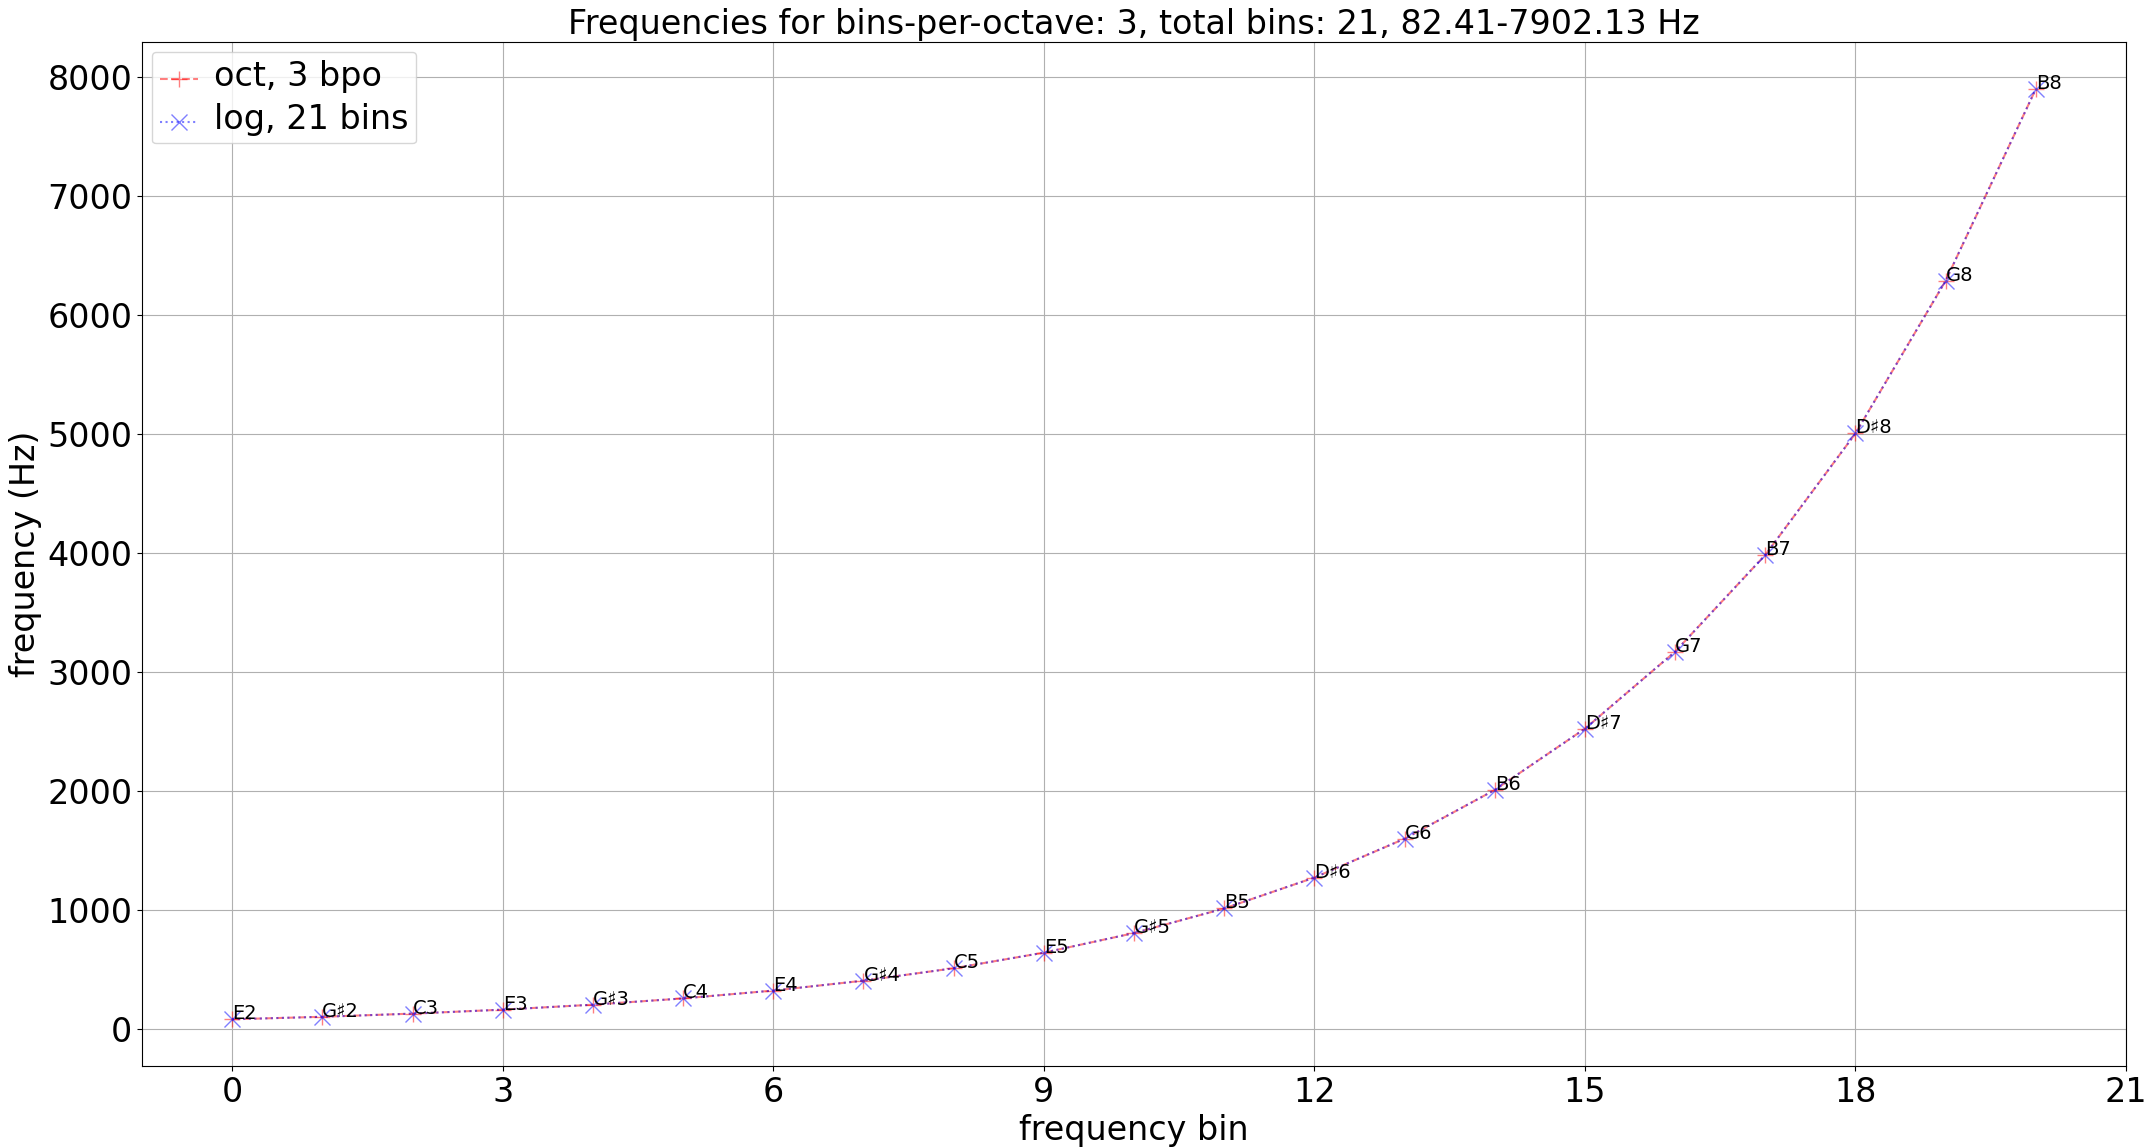 Frequencies for bins-per-octave: 3, total bins: 21, 82.41-7902.13 Hz
oct, 3 bpo
log, 21 bins
8000
7000
6000
5000
4000
3000
2000
1000
0
frequency (Hz)
E2
G♯2
C3
E3
G♯3
C4
E4
G♯4
C5
E5
G♯5
B5
D♯6
G6
B6
D♯7
G7
B7
D♯8
G8
B8
0 3 6 9 12 15 18 21
frequency bin